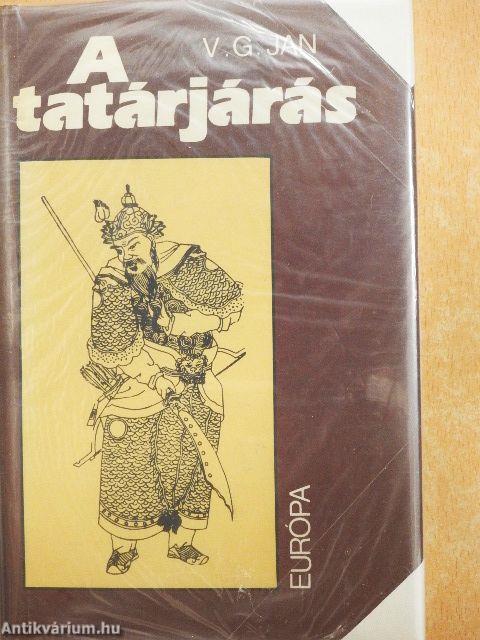 V. G. JAN
A
tatárjárás
EURÓPA
Antikvárium.hu